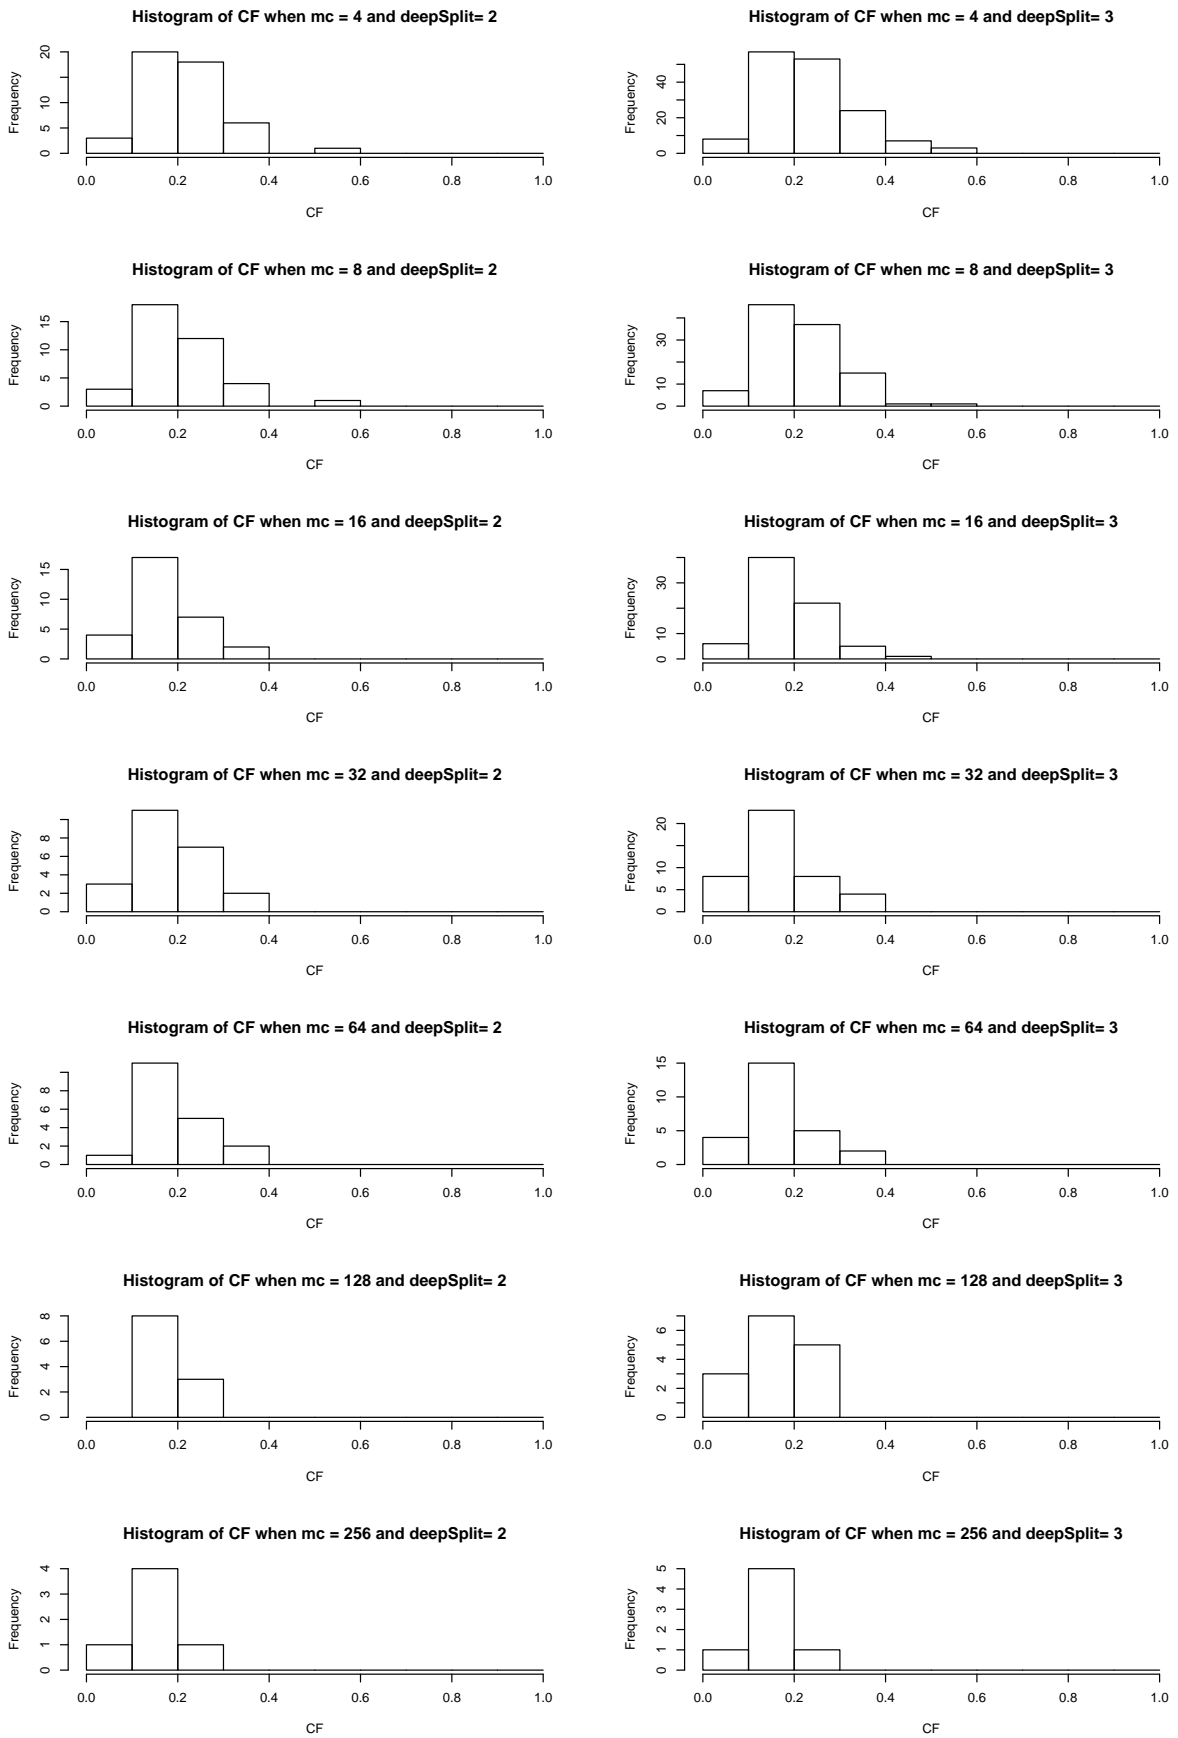 Histogram of CF when mc = 4 and deepSplit= 2
Frequency
0 5 10 20
0.0 0.2 0.4 0.6 0.8 1.0
CF
Histogram of CF when mc = 4 and deepSplit= 3
Frequency
0 20 40
0.0 0.2 0.4 0.6 0.8 1.0
CF
Histogram of CF when mc = 8 and deepSplit= 2
Frequency
0 5 10 15
0.0 0.2 0.4 0.6 0.8 1.0
CF
Histogram of CF when mc = 8 and deepSplit= 3
Frequency
0 10 30
0.0 0.2 0.4 0.6 0.8 1.0
CF
Histogram of CF when mc = 16 and deepSplit= 2
Frequency
0 5 10 15
0.0 0.2 0.4 0.6 0.8 1.0
CF
Histogram of CF when mc = 16 and deepSplit= 3
Frequency
0 10 30
0.0 0.2 0.4 0.6 0.8 1.0
CF
Histogram of CF when mc = 32 and deepSplit= 2
Frequency
0 2 4 6 8
0.0 0.2 0.4 0.6 0.8 1.0
CF
Histogram of CF when mc = 32 and deepSplit= 3
Frequency
0 5 10 20
0.0 0.2 0.4 0.6 0.8 1.0
CF
Histogram of CF when mc = 64 and deepSplit= 2
Frequency
0 2 4 6 8
0.0 0.2 0.4 0.6 0.8 1.0
CF
Histogram of CF when mc = 64 and deepSplit= 3
Frequency
0 5 10 15
0.0 0.2 0.4 0.6 0.8 1.0
CF
Histogram of CF when mc = 128 and deepSplit= 2
Frequency
0 2 4 6 8
0.0 0.2 0.4 0.6 0.8 1.0
CF
Histogram of CF when mc = 128 and deepSplit= 3
Frequency
0 2 4 6
0.0 0.2 0.4 0.6 0.8 1.0
CF
Histogram of CF when mc = 256 and deepSplit= 2
Frequency
0 1 2 3 4
0.0 0.2 0.4 0.6 0.8 1.0
CF
Histogram of CF when mc = 256 and deepSplit= 3
Frequency
0 1 2 3 4 5
0.0 0.2 0.4 0.6 0.8 1.0
CF